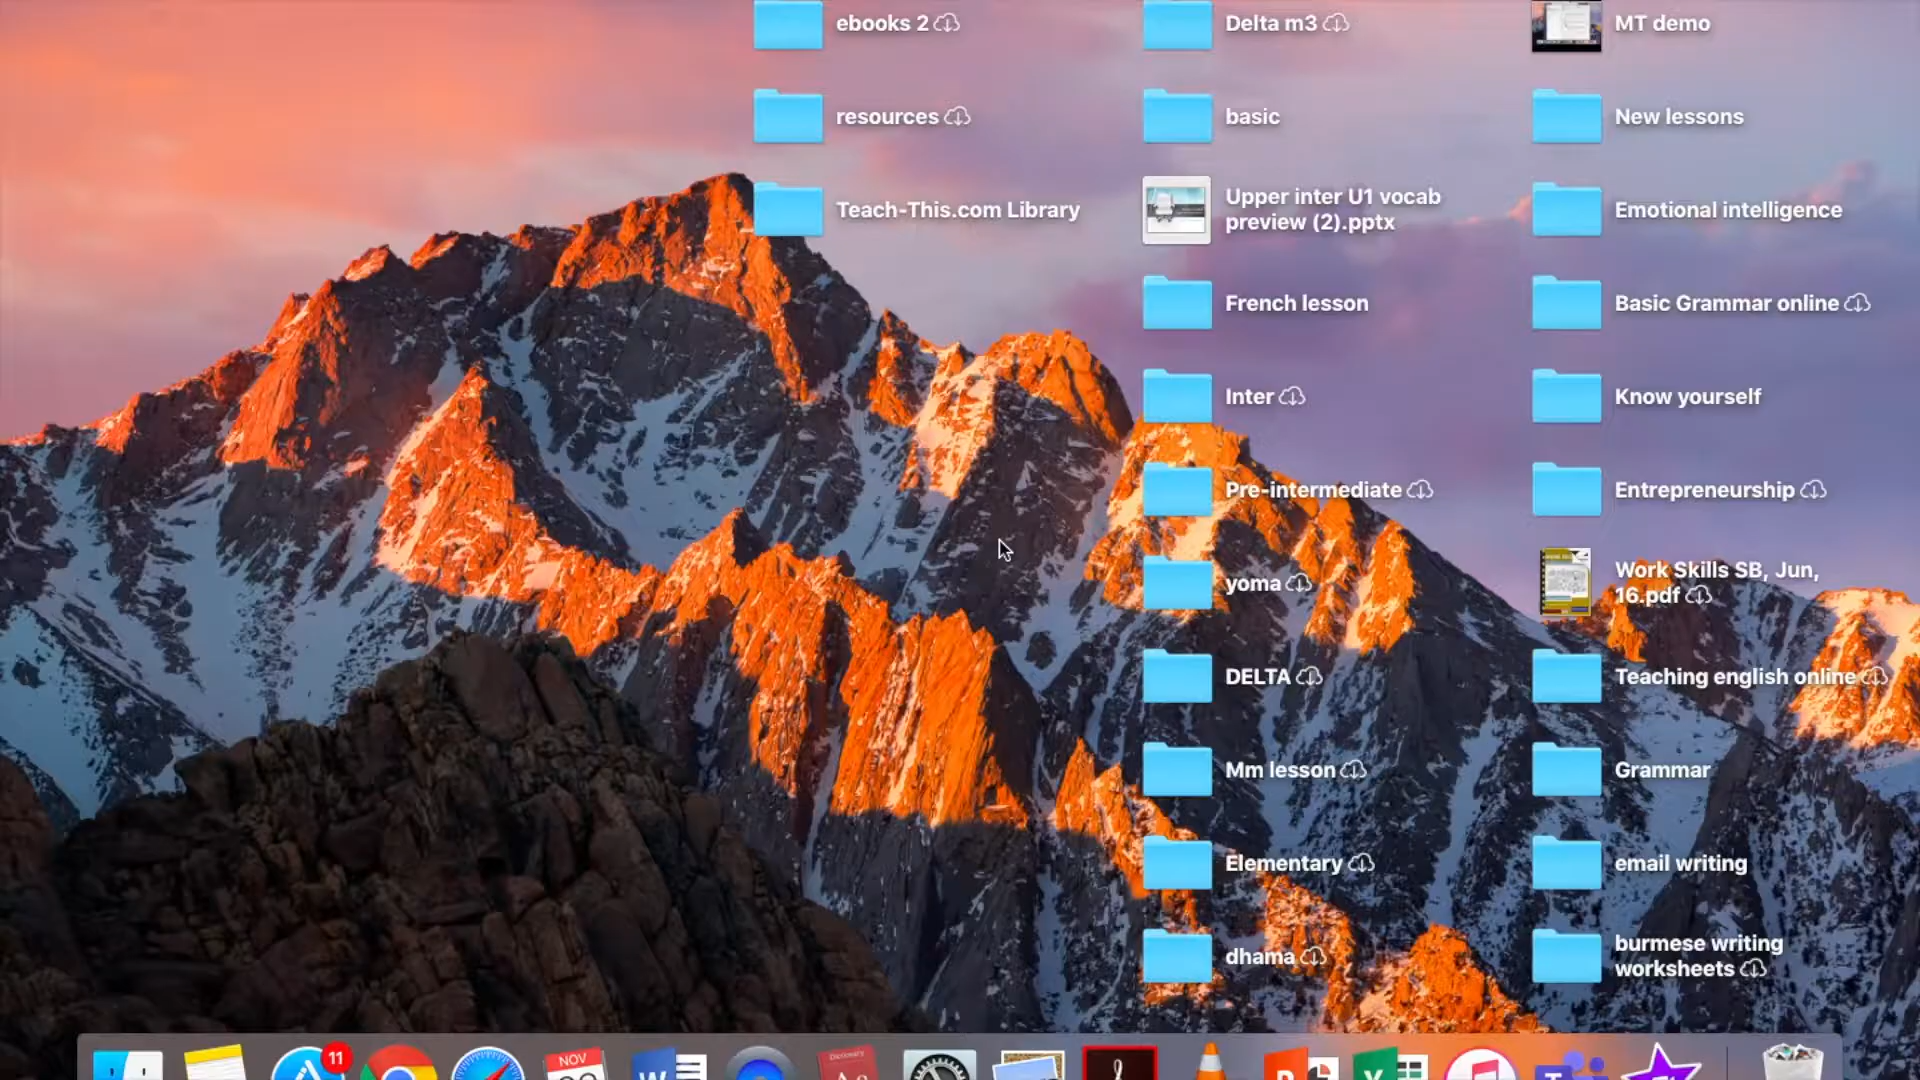 ebooks 2
resources
Teach-This.com Library
Delta m3
basic
Upper inter U1 vocab
preview (2).pptx
French lesson
Inter
Pre-intermediate
yoma
DELTA
Mm lesson
Elementary
dhama
MT demo
New lessons
Emotional intelligence
Basic Grammar online
Know yourself
Entrepreneurship
Work Skills SB, Jun,
16.pdf
Teaching english online
Grammar
email writing
burmese writing
worksheets
11
NOV
Dictionary